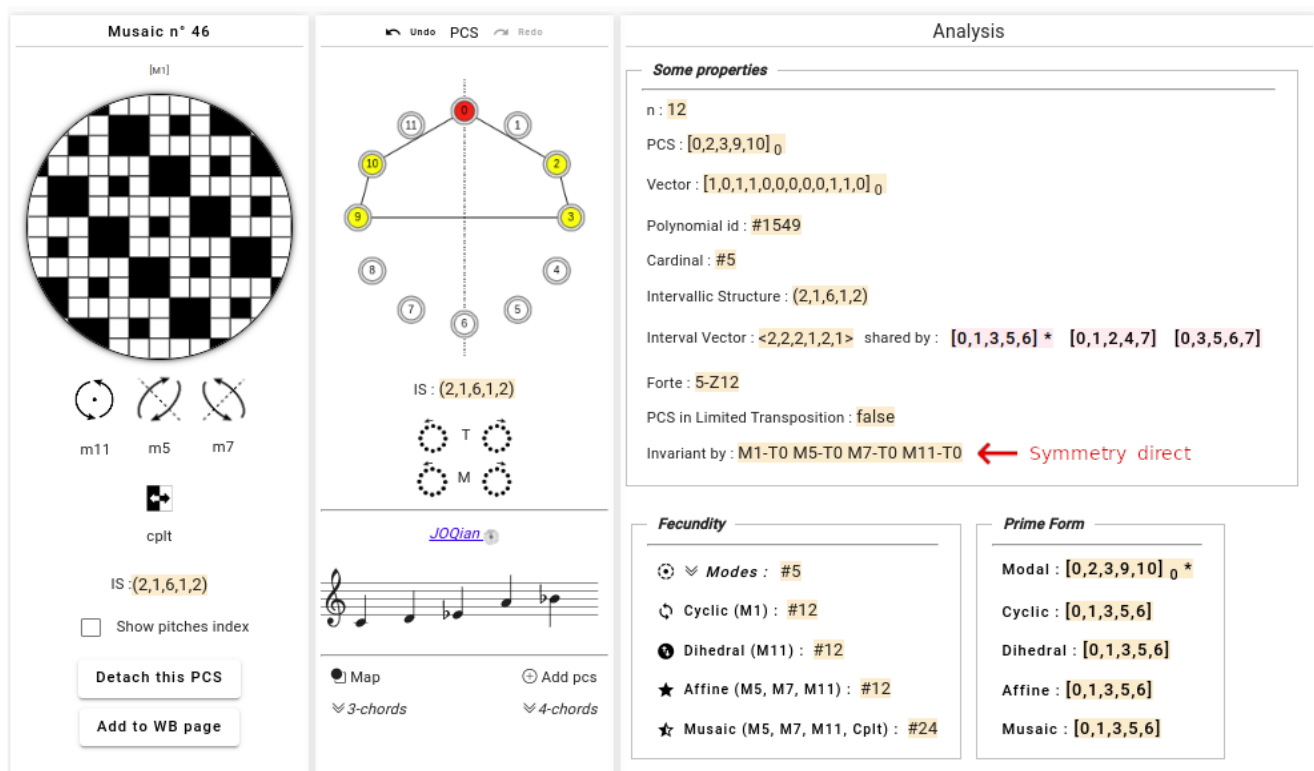 Musaic n° 46
[M1]
m11 m5 m7
cplt
IS :(2,1,6,1,2)
Show pitches index
Detach this PCS
Add to WB page
Undo PCS Redo
0
11 1
10 2
9 3
8 4
7 5
6
IS : (2,1,6,1,2)
T
M
JOQian
Map Add pcs
3-chords 4-chords
Analysis
Some properties
n : 12
PCS : [0,2,3,9,10] 0
Vector : [1,0,1,1,0,0,0,0,0,1,1,0] 0
Polynomial id : #1549
Cardinal : #5
Intervallic Structure : (2,1,6,1,2)
Interval Vector : <2,2,2,1,2,1> shared by : [0,1,3,5,6] * [0,1,2,4,7] [0,3,5,6,7]
Forte : 5-Z12
PCS in Limited Transposition : false
Invariant by : M1-T0 M5-T0 M7-T0 M11-T0 Symmetry direct
Fecundity
Modes : #5
Cyclic (M1) : #12
Dihedral (M11) : #12
Affine (M5, M7, M11) : #12
Musaic (M5, M7, M11, Cplt) : #24
Prime Form
Modal : [0,2,3,9,10] 0 *
Cyclic : [0,1,3,5,6]
Dihedral : [0,1,3,5,6]
Affine : [0,1,3,5,6]
Musaic : [0,1,3,5,6]